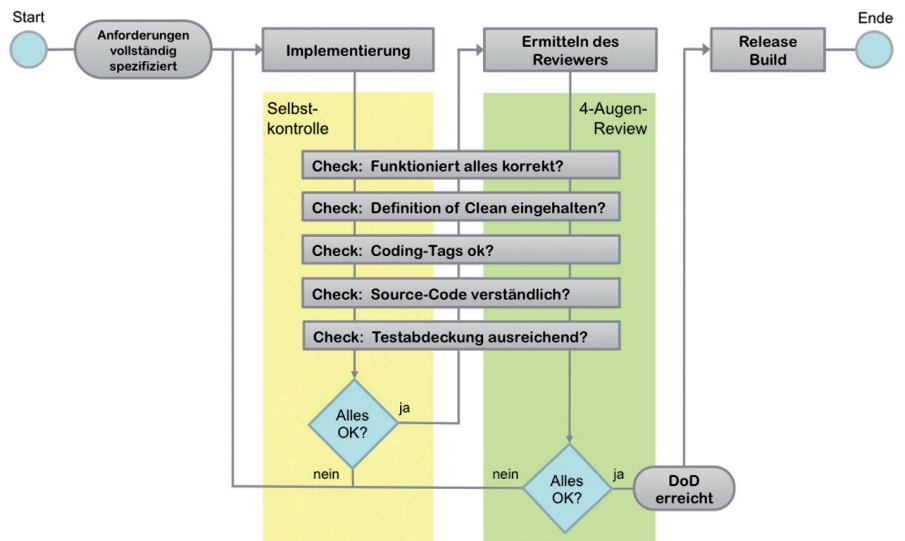 Start
Anforderungen
vollständig
spezifiziert
Implementierung
Ermitteln des
Reviewers
Release
Build
Ende
Selbst-
kontrolle
4-Augen-
Review
Check: Funktioniert alles korrekt?
Check: Definition of Clean eingehalten?
Check: Coding-Tags ok?
Check: Source-Code verständlich?
Check: Testabdeckung ausreichend?
Alles
OK?
ja
nein
nein
Alles
OK?
ja
DoD
erreicht